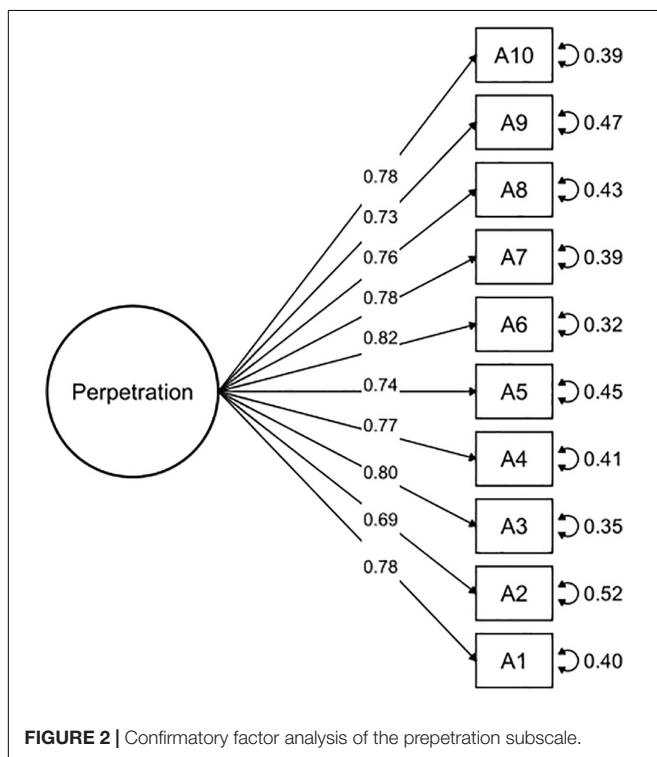 A10 0.39
A9 0.47
0.78
A8 0.43
0.73
0.76
A7 0.39
0.78
A6 0.32
0.82
Perpetration 0.74 A5 0.45
0.77
A4 0.41
0.80
A3 0.35
0.69
0.78
A2 0.52
A1 0.40
FIGURE 2 | Confirmatory factor analysis of the prepetration subscale.